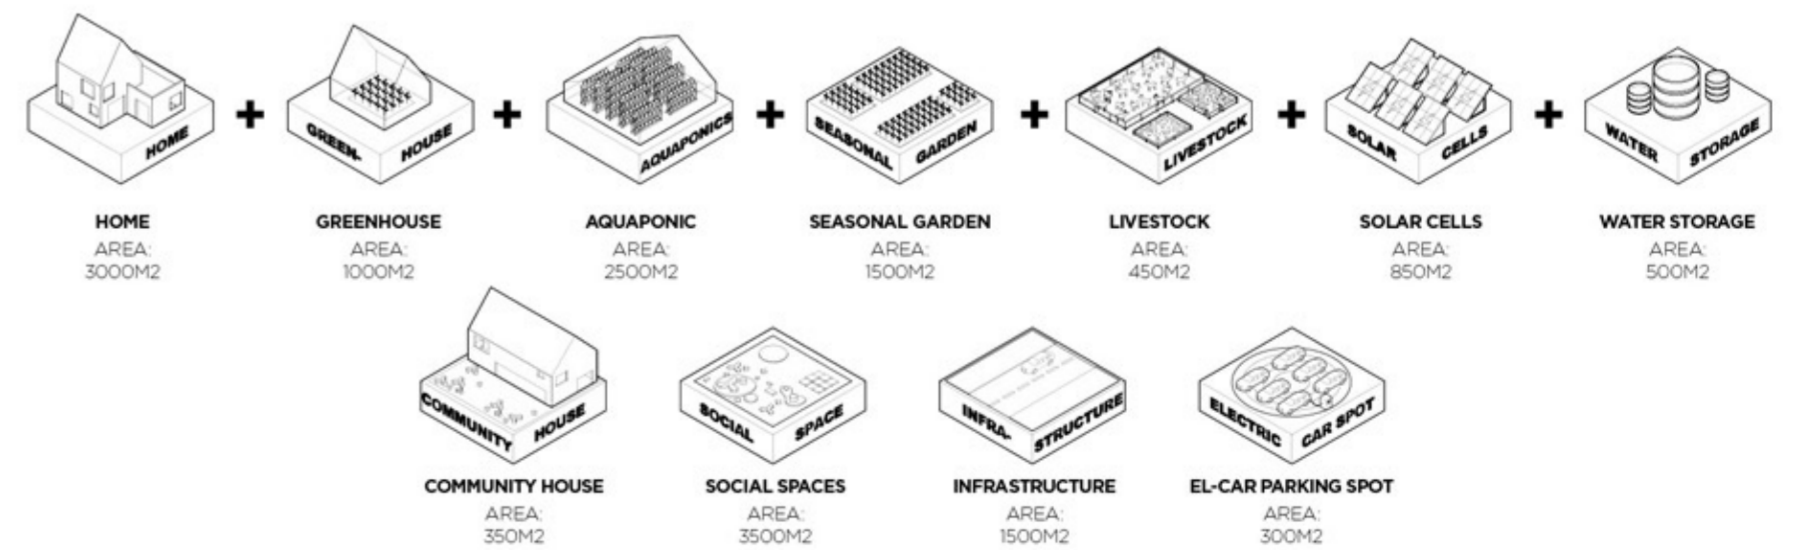 HOME
GREEN- HOUSE
AQUAPONICS
SEASONAL GARDEN
LIVESTOCK
SOLAR CELLS
WATER STORAGE
HOME
AREA:
3000M2
GREENHOUSE
AREA:
1000M2
AQUAPONIC
AREA:
2500M2
SEASONAL GARDEN
AREA:
1500M2
LIVESTOCK
AREA:
450M2
SOLAR CELLS
AREA:
850M2
WATER STORAGE
AREA:
500M2
COMMUNITY HOUSE
SOCIAL SPACE
INFRA- STRUCTURE
ELECTRIC CAR SPOT
COMMUNITY HOUSE
AREA:
350M2
SOCIAL SPACES
AREA:
3500M2
INFRASTRUCTURE
AREA:
1500M2
EL-CAR PARKING SPOT
AREA:
300M2